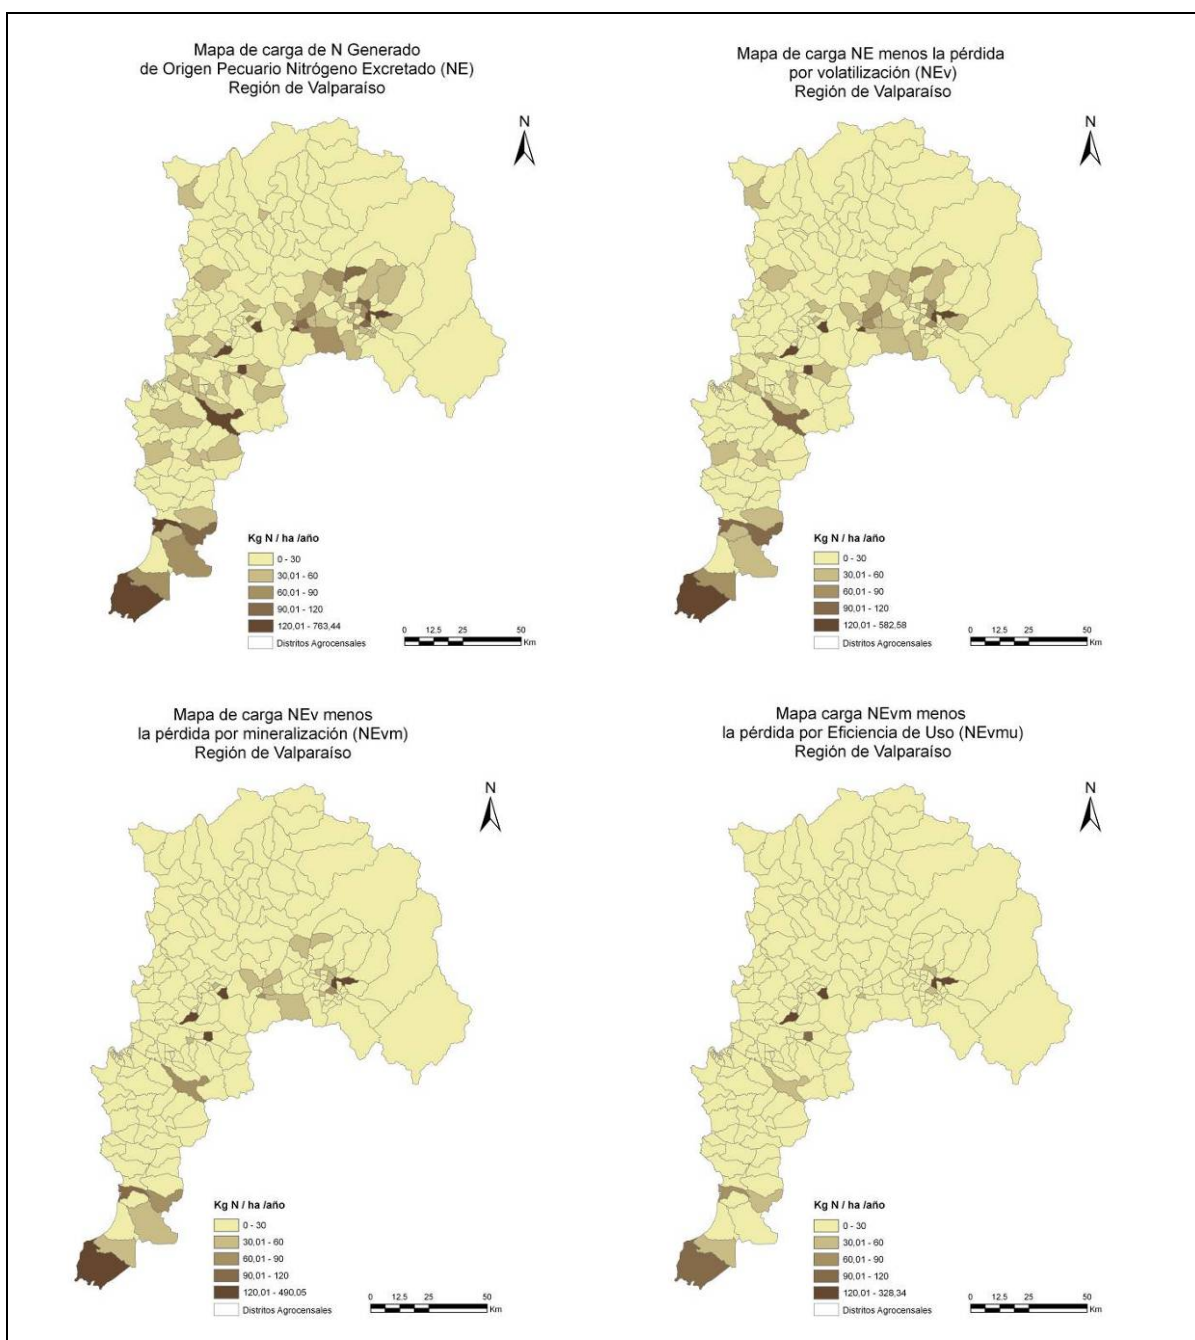 Mapa de carga de N Generado
de Origen Pecuario Nitrógeno Excretado (NE)
Región de Valparaíso
N
Kg N / ha /año
0 - 30
30,01 - 60
60,01 - 90
90,01 - 120
120,01 - 763,44
Distritos Agrocensales
0 12,5 25 50
Km
Mapa de carga NE menos la pérdida
por volatilización (NEv)
Región de Valparaíso
N
Kg N / ha /año
0 - 30
30,01 - 60
60,01 - 90
90,01 - 120
120,01 - 582,58
Distritos Agrocensales
0 12,5 25 50
Km
Mapa de carga NEv menos
la pérdida por mineralización (NEvm)
Región de Valparaíso
N
Kg N / ha /año
0 - 30
30,01 - 60
60,01 - 90
90,01 - 120
120,01 - 490,05
Distritos Agrocensales
0 12,5 25 50
Km
Mapa carga NEvm menos
la pérdida por Eficiencia de Uso (NEvmu)
Región de Valparaíso
N
Kg N / ha /año
0 - 30
30,01 - 60
60,01 - 90
90,01 - 120
120,01 - 328,34
Distritos Agrocensales
0 12,5 25 50
Km